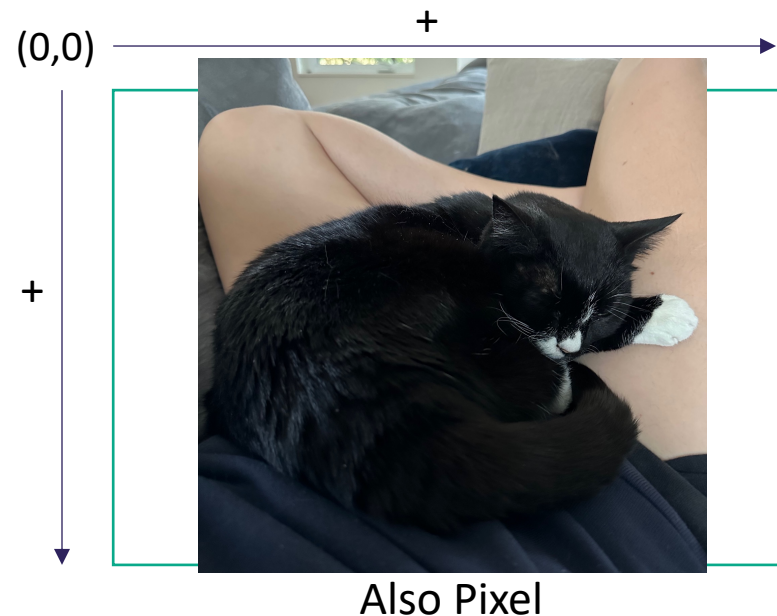 +
(0,0)
+
Also Pixel